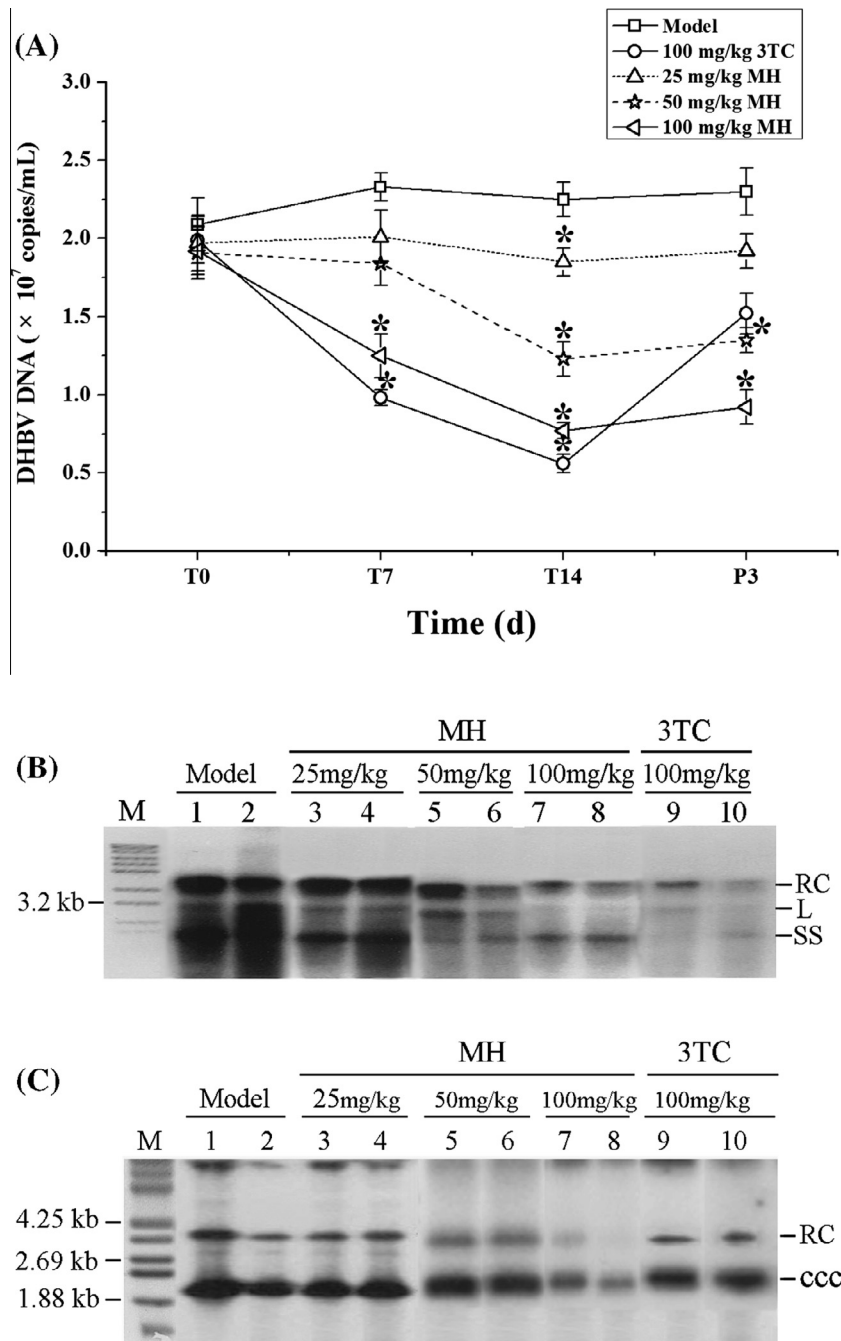 (A)
Model
100 mg/kg 3TC
25 mg/kg MH
50 mg/kg MH
100 mg/kg MH
DHBV DNA ( × 10⁷ copies/mL)
3.0
2.5
2.0
1.5
1.0
0.5
0.0
* * * * * * * * *
T0 T7 T14 P3
Time (d)
(B)
MH 3TC
Model 25mg/kg 50mg/kg 100mg/kg 100mg/kg
M 1 2 3 4 5 6 7 8 9 10
3.2 kb
RC
L
SS
(C)
MH 3TC
Model 25mg/kg 50mg/kg 100mg/kg 100mg/kg
M 1 2 3 4 5 6 7 8 9 10
4.25 kb
2.69 kb
1.88 kb
RC
ccc